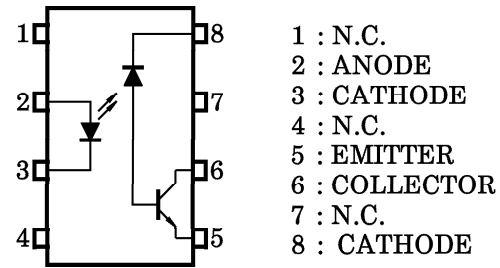 1
2
3
4
8
7
6
5
1 : N.C.
2 : ANODE
3 : CATHODE
4 : N.C.
5 : EMITTER
6 : COLLECTOR
7 : N.C.
8 : CATHODE